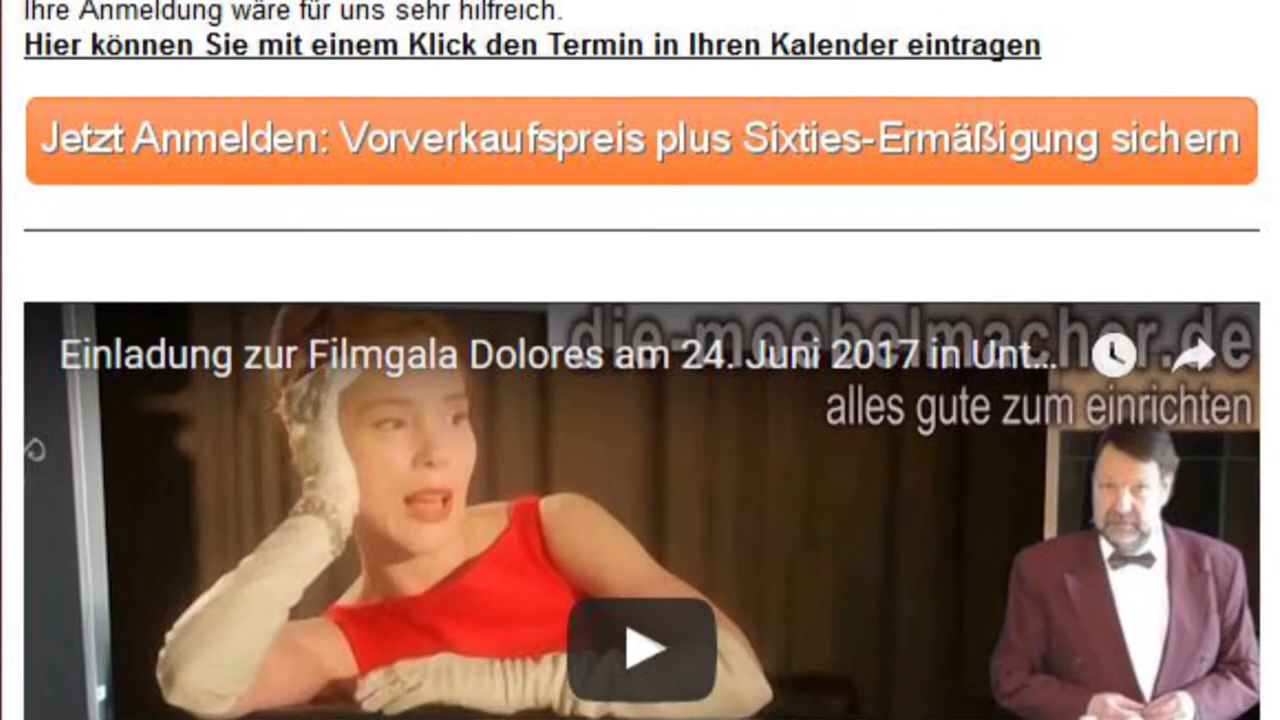 Ihre Anmeldung wäre für uns sehr hilfreich.
Hier können Sie mit einem Klick den Termin in Ihren Kalender eintragen
Jetzt Anmelden: Vorverkaufspreis plus Sixties-Ermäßigung sichern
die-moebelmacher.de
Einladung zur Filmgala Dolores am 24. Juni 2017 in Unt...
alles gute zum einrichten